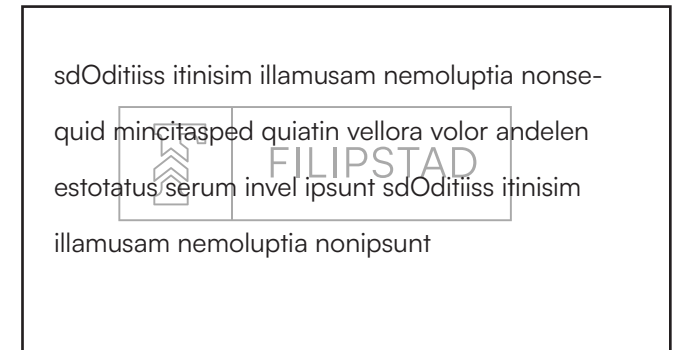 sdOditiiss itinisim illamusam nemoluptia nonse-
quid mincitasped quiatin vellora volor andelen
FILIPSTAD
estotatus serum invel ipsunt sdOditiiss itinisim
illamusam nemoluptia nonipsunt